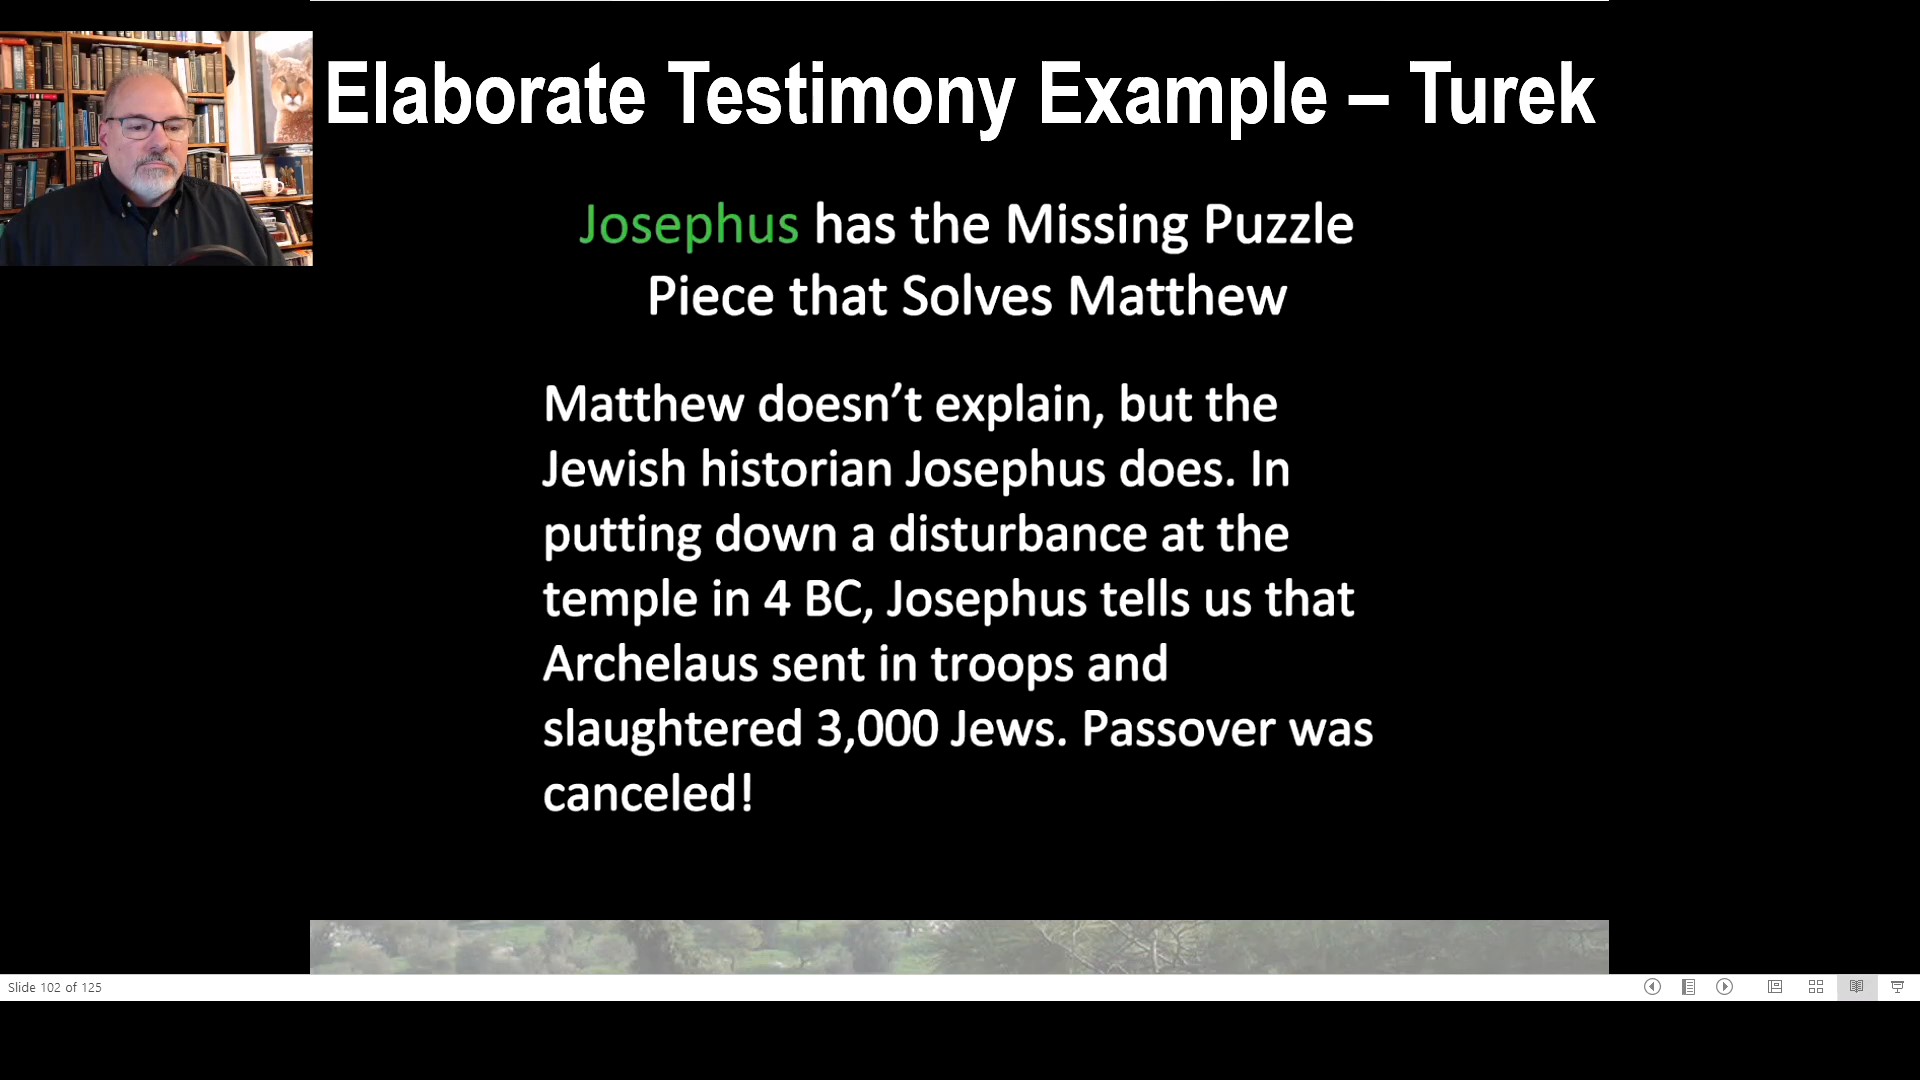 Elaborate Testimony Example – Turek
Josephus has the Missing Puzzle
Piece that Solves Matthew
Matthew doesn’t explain, but the
Jewish historian Josephus does. In
putting down a disturbance at the
temple in 4 BC, Josephus tells us that
Archelaus sent in troops and
slaughtered 3,000 Jews. Passover was
canceled!
Slide 102 of 125